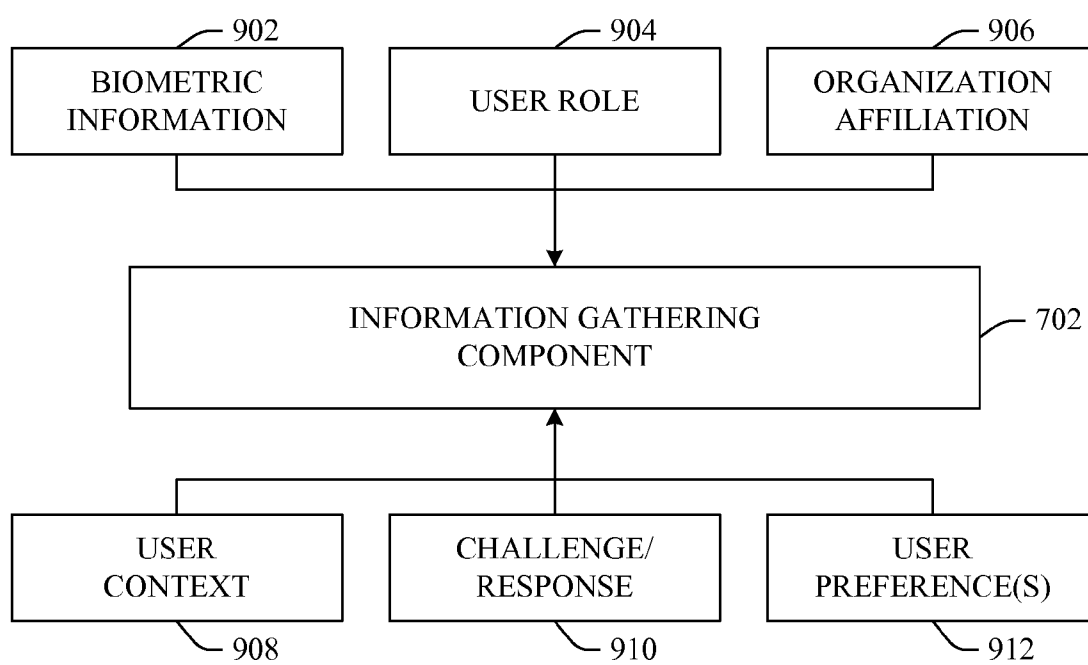 902
904
906
BIOMETRIC
INFORMATION
USER ROLE
ORGANIZATION
AFFILIATION
INFORMATION GATHERING
COMPONENT
702
USER
CONTEXT
CHALLENGE/
RESPONSE
USER
PREFERENCE(S)
908
910
912